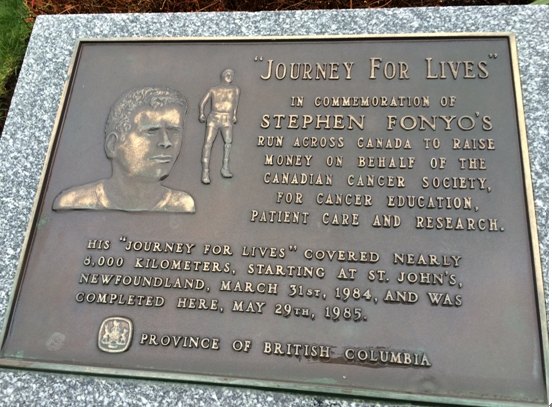 "JOURNEY FOR LIVES"
IN COMMEMORATION OF
STEPHEN FONYO'S
RUN ACROSS CANADA TO RAISE
MONEY ON BEHALF OF THE
CANADIAN CANCER SOCIETY,
FOR CANCER EDUCATION,
PATIENT CARE AND RESEARCH.
HIS "JOURNEY FOR LIVES" COVERED NEARLY
8,000 KILOMETERS, STARTING AT ST. JOHN'S,
NEWFOUNDLAND, MARCH 31ST, 1984, AND WAS
COMPLETED HERE, MAY 29TH, 1985.
PROVINCE OF BRITISH COLUMBIA